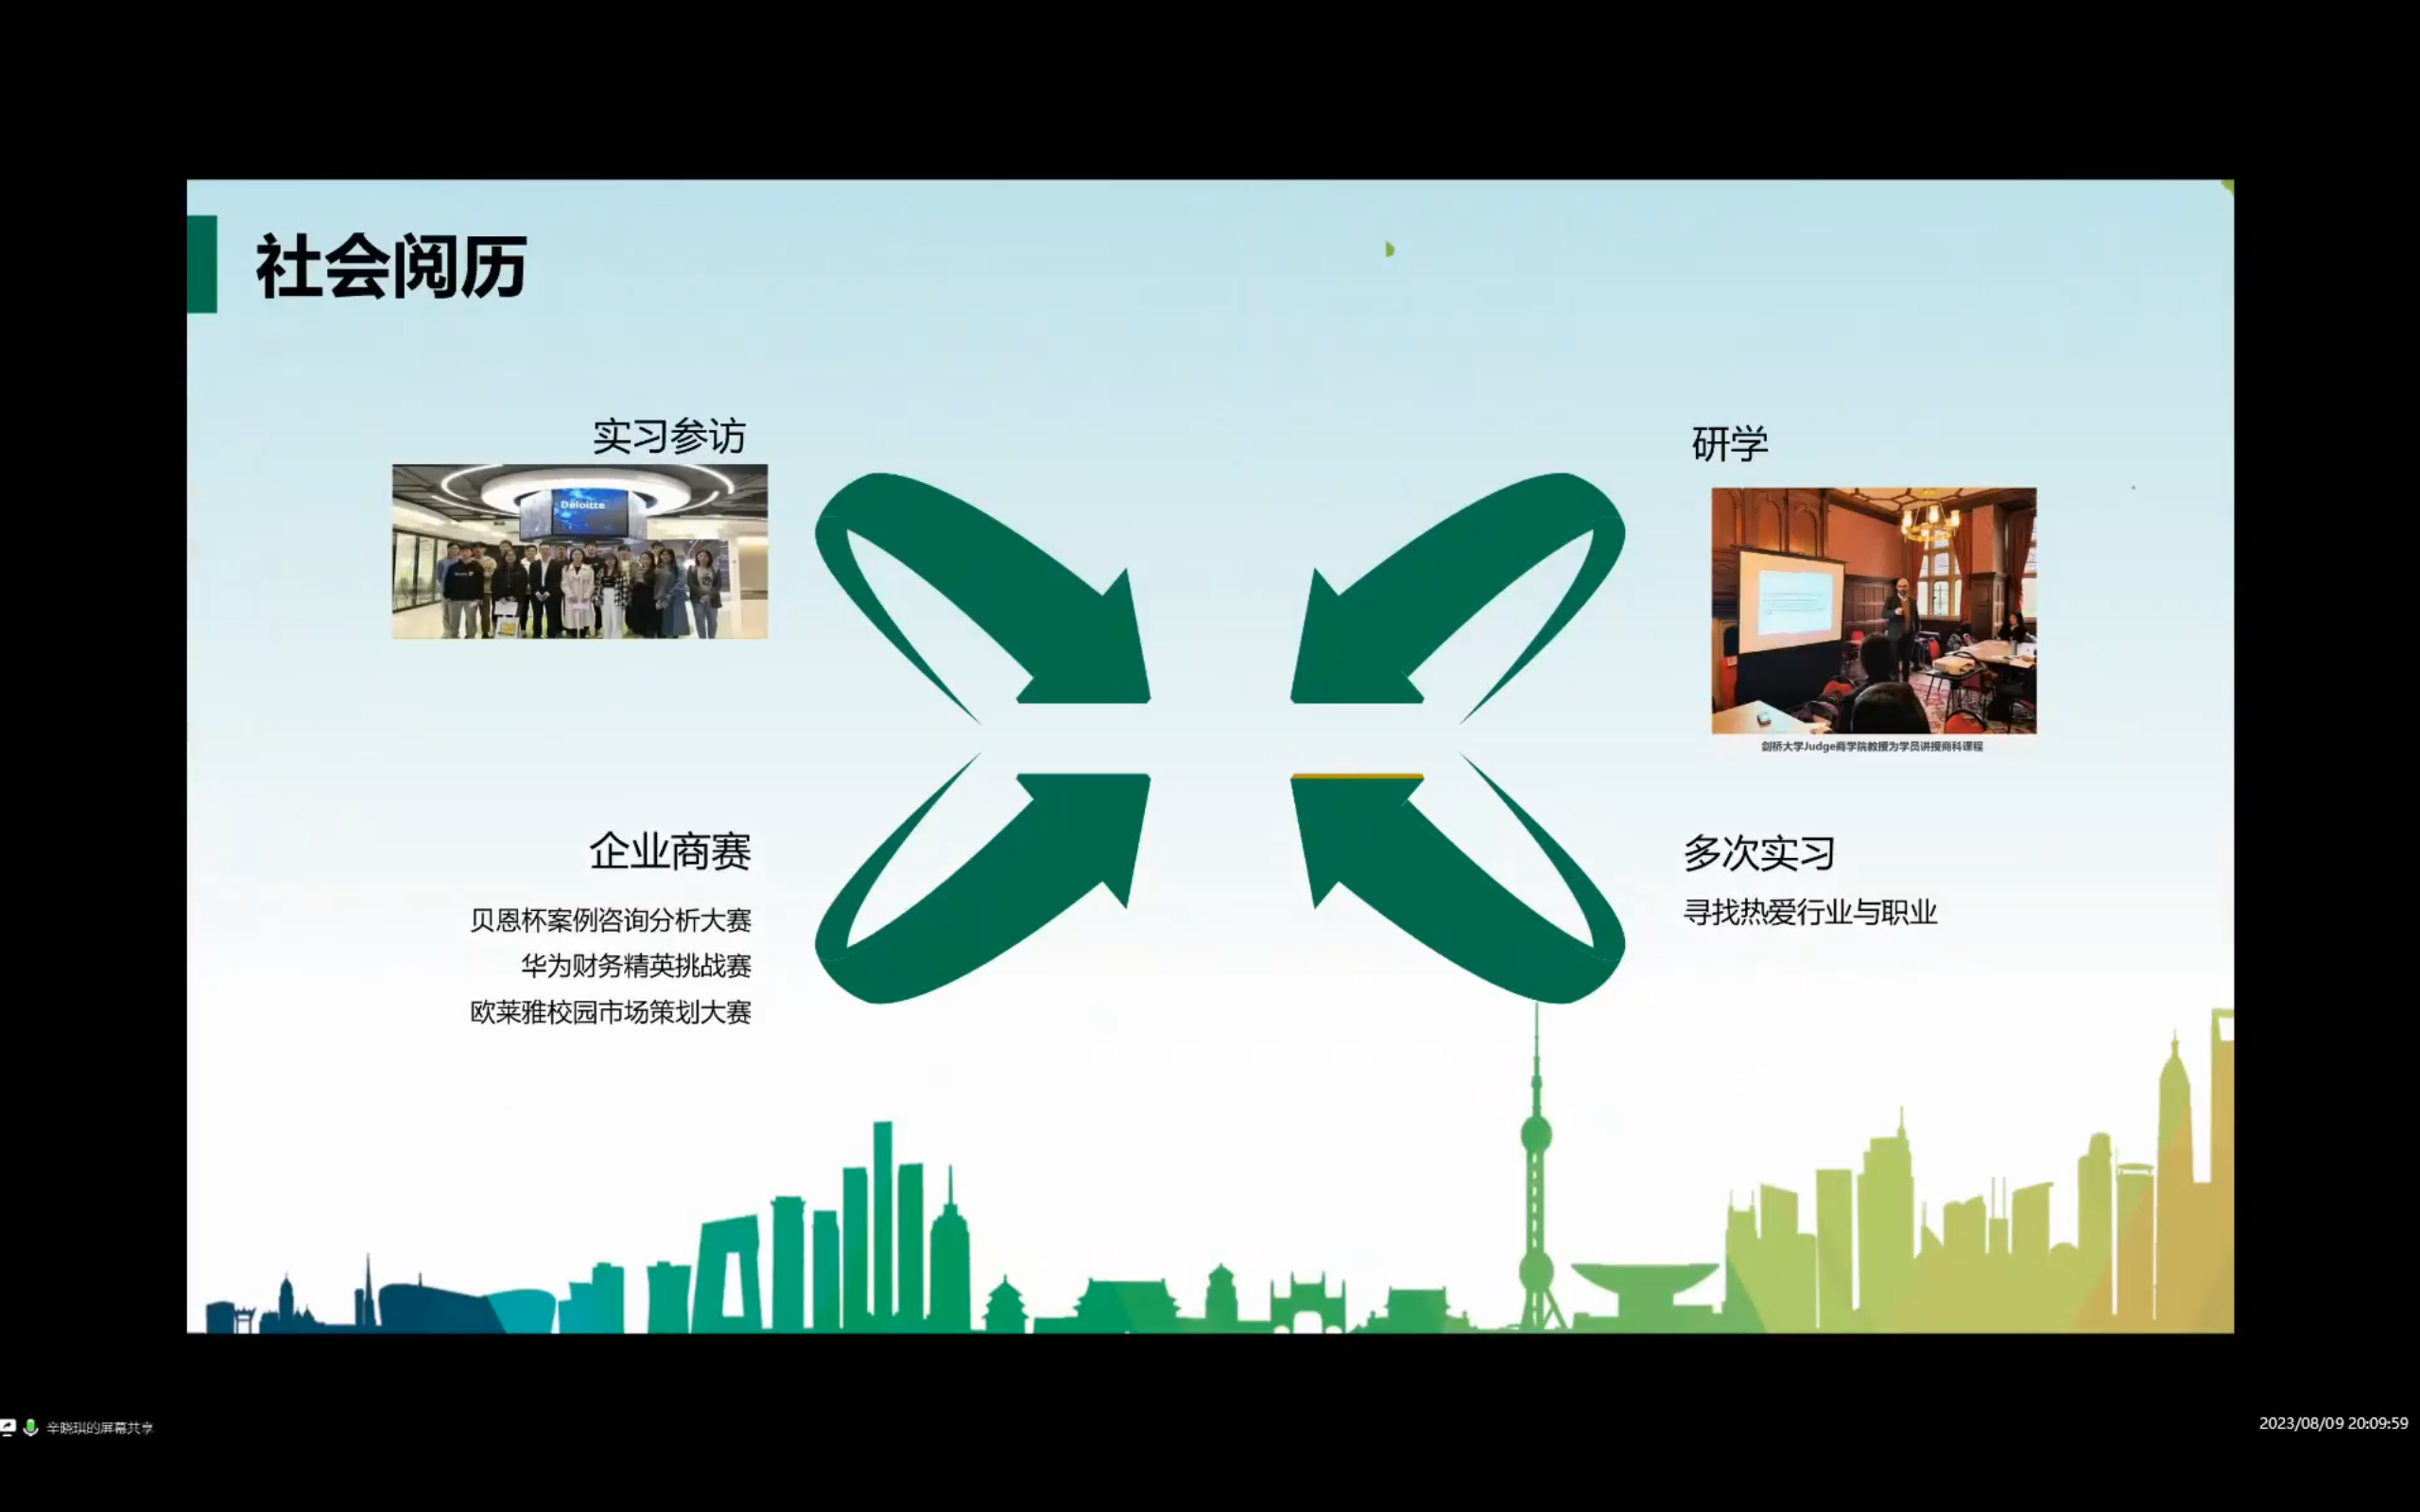 社会阅历
实习参访
Deloitte
研学
剑桥大学Judge商学院教授为学员讲授商科课程
企业商赛
贝恩杯案例咨询分析大赛
华为财务精英挑战赛
欧莱雅校园市场策划大赛
多次实习
寻找热爱行业与职业
辛晓琪的屏幕共享
2023/08/09 20:09:59